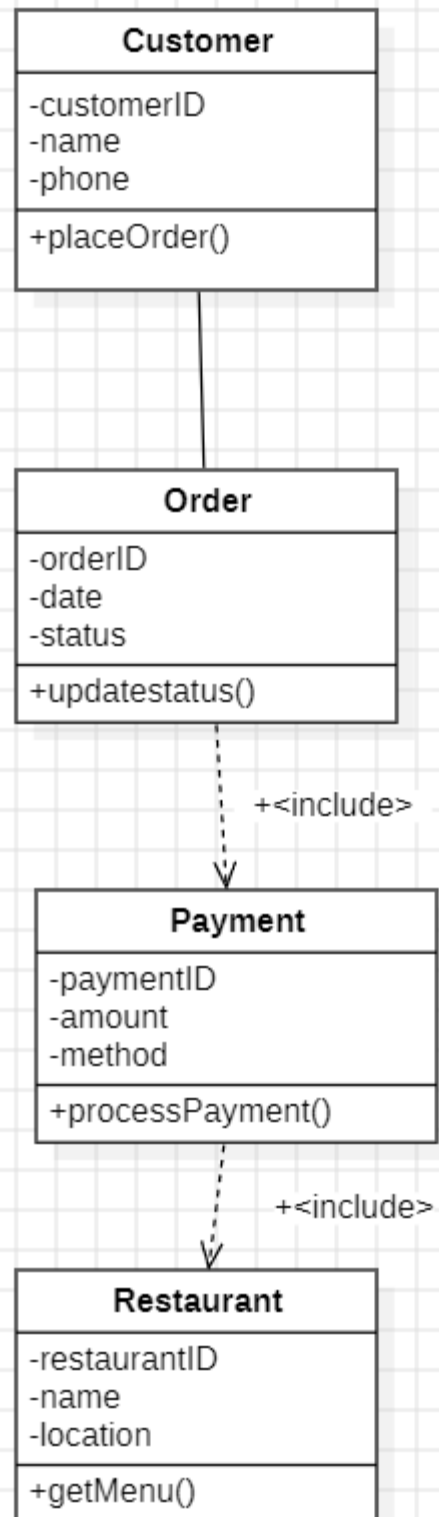 Customer
-customerID
-name
-phone
+placeOrder()
Order
-orderID
-date
-status
+updatestatus()
+<include>
Payment
-paymentID
-amount
-method
+processPayment()
+<include>
Restaurant
-restaurantID
-name
-location
+getMenu()